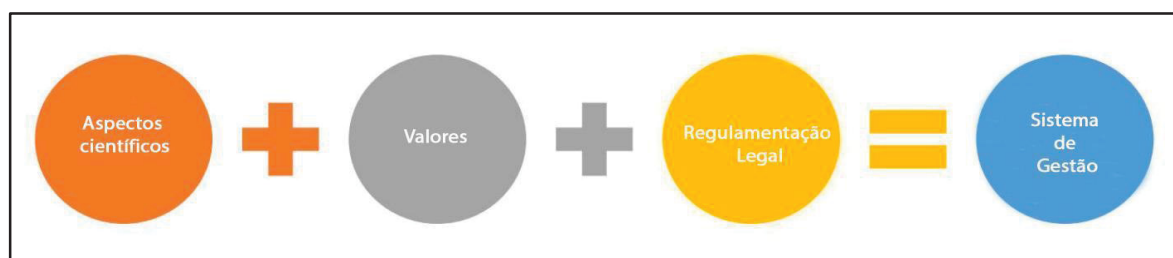 Aspectos
científicos
Valores
Regulamentação
Legal
Sistema
de
Gestão